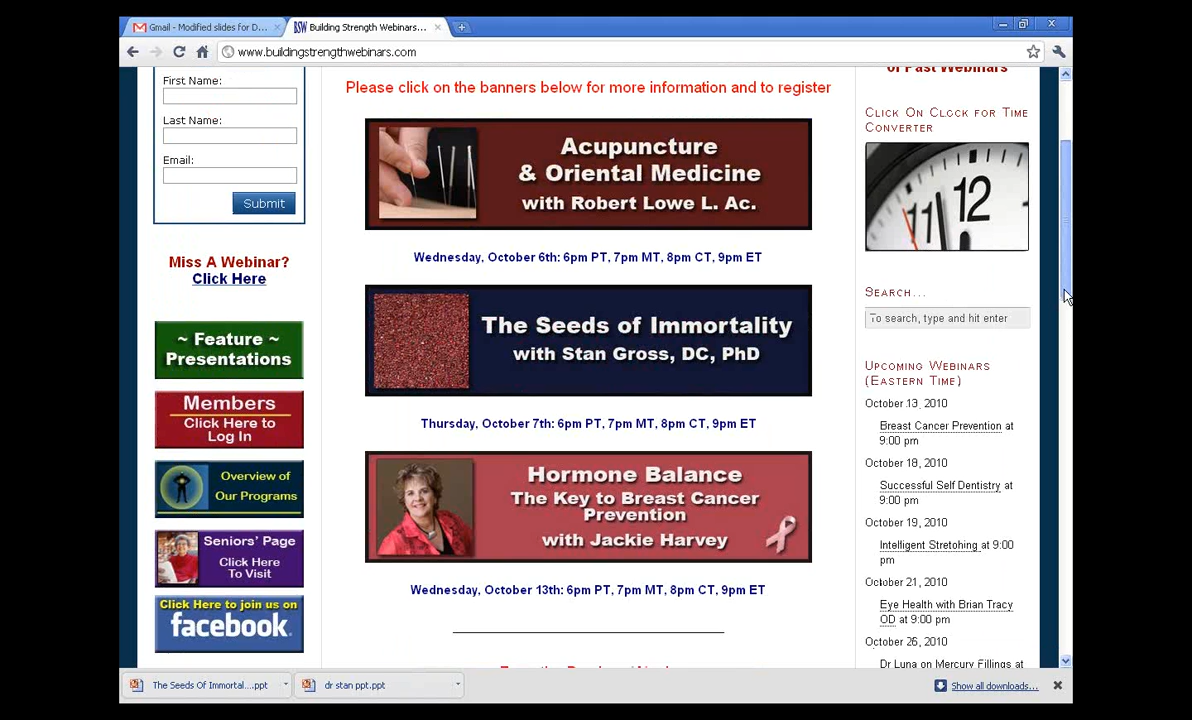 Gmail - Modified slides for D...
BSW Building Strength Webinars...
www.buildingstrengthwebinars.com
First Name:
Last Name:
Email:
Submit
Miss A Webinar?
Click Here
~ Feature ~
Presentations
Members
Click Here to
Log In
Overview of
Our Programs
Seniors' Page
Click Here
To Visit
Click Here to join us on
facebook.
Please click on the banners below for more information and to register
Acupuncture
& Oriental Medicine
with Robert Lowe L. Ac.
Wednesday, October 6th: 6pm PT, 7pm MT, 8pm CT, 9pm ET
The Seeds of Immortality
with Stan Gross, DC, PhD
Thursday, October 7th: 6pm PT, 7pm MT, 8pm CT, 9pm ET
Hormone Balance
The Key to Breast Cancer
Prevention
with Jackie Harvey
Wednesday, October 13th: 6pm PT, 7pm MT, 8pm CT, 9pm ET
of Past Webinars
Click On Clock for Time
Converter
12
Search...
To search, type and hit enter
Upcoming Webinars
(Eastern Time)
October 13, 2010
Breast Cancer Prevention at
9:00 pm
October 18, 2010
Successful Self Dentistry at
9:00 pm
October 19, 2010
Intelligent Stretching at 9:00
pm
October 21, 2010
Eye Health with Brian Tracy
OD at 9:00 pm
October 26, 2010
Dr Luna on Mercury Fillings at
The Seeds Of Immortal....ppt
dr stan ppt.ppt
Show all downloads...